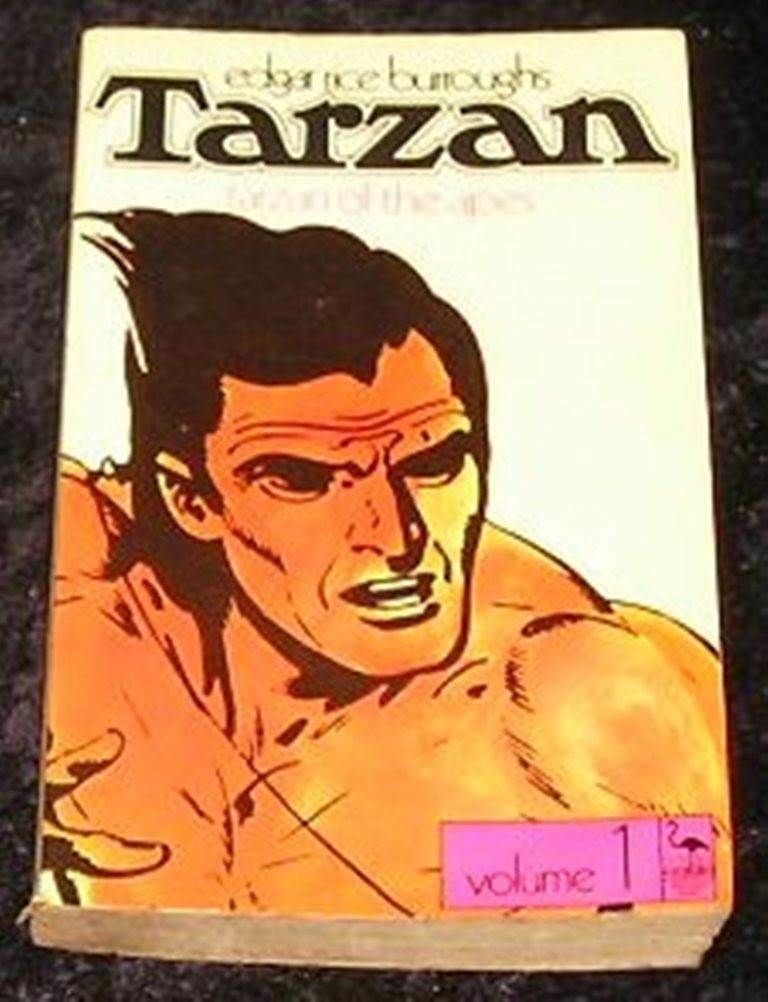 edgar rice burroughs
Tarzan
tarzan of the apes
volume 1